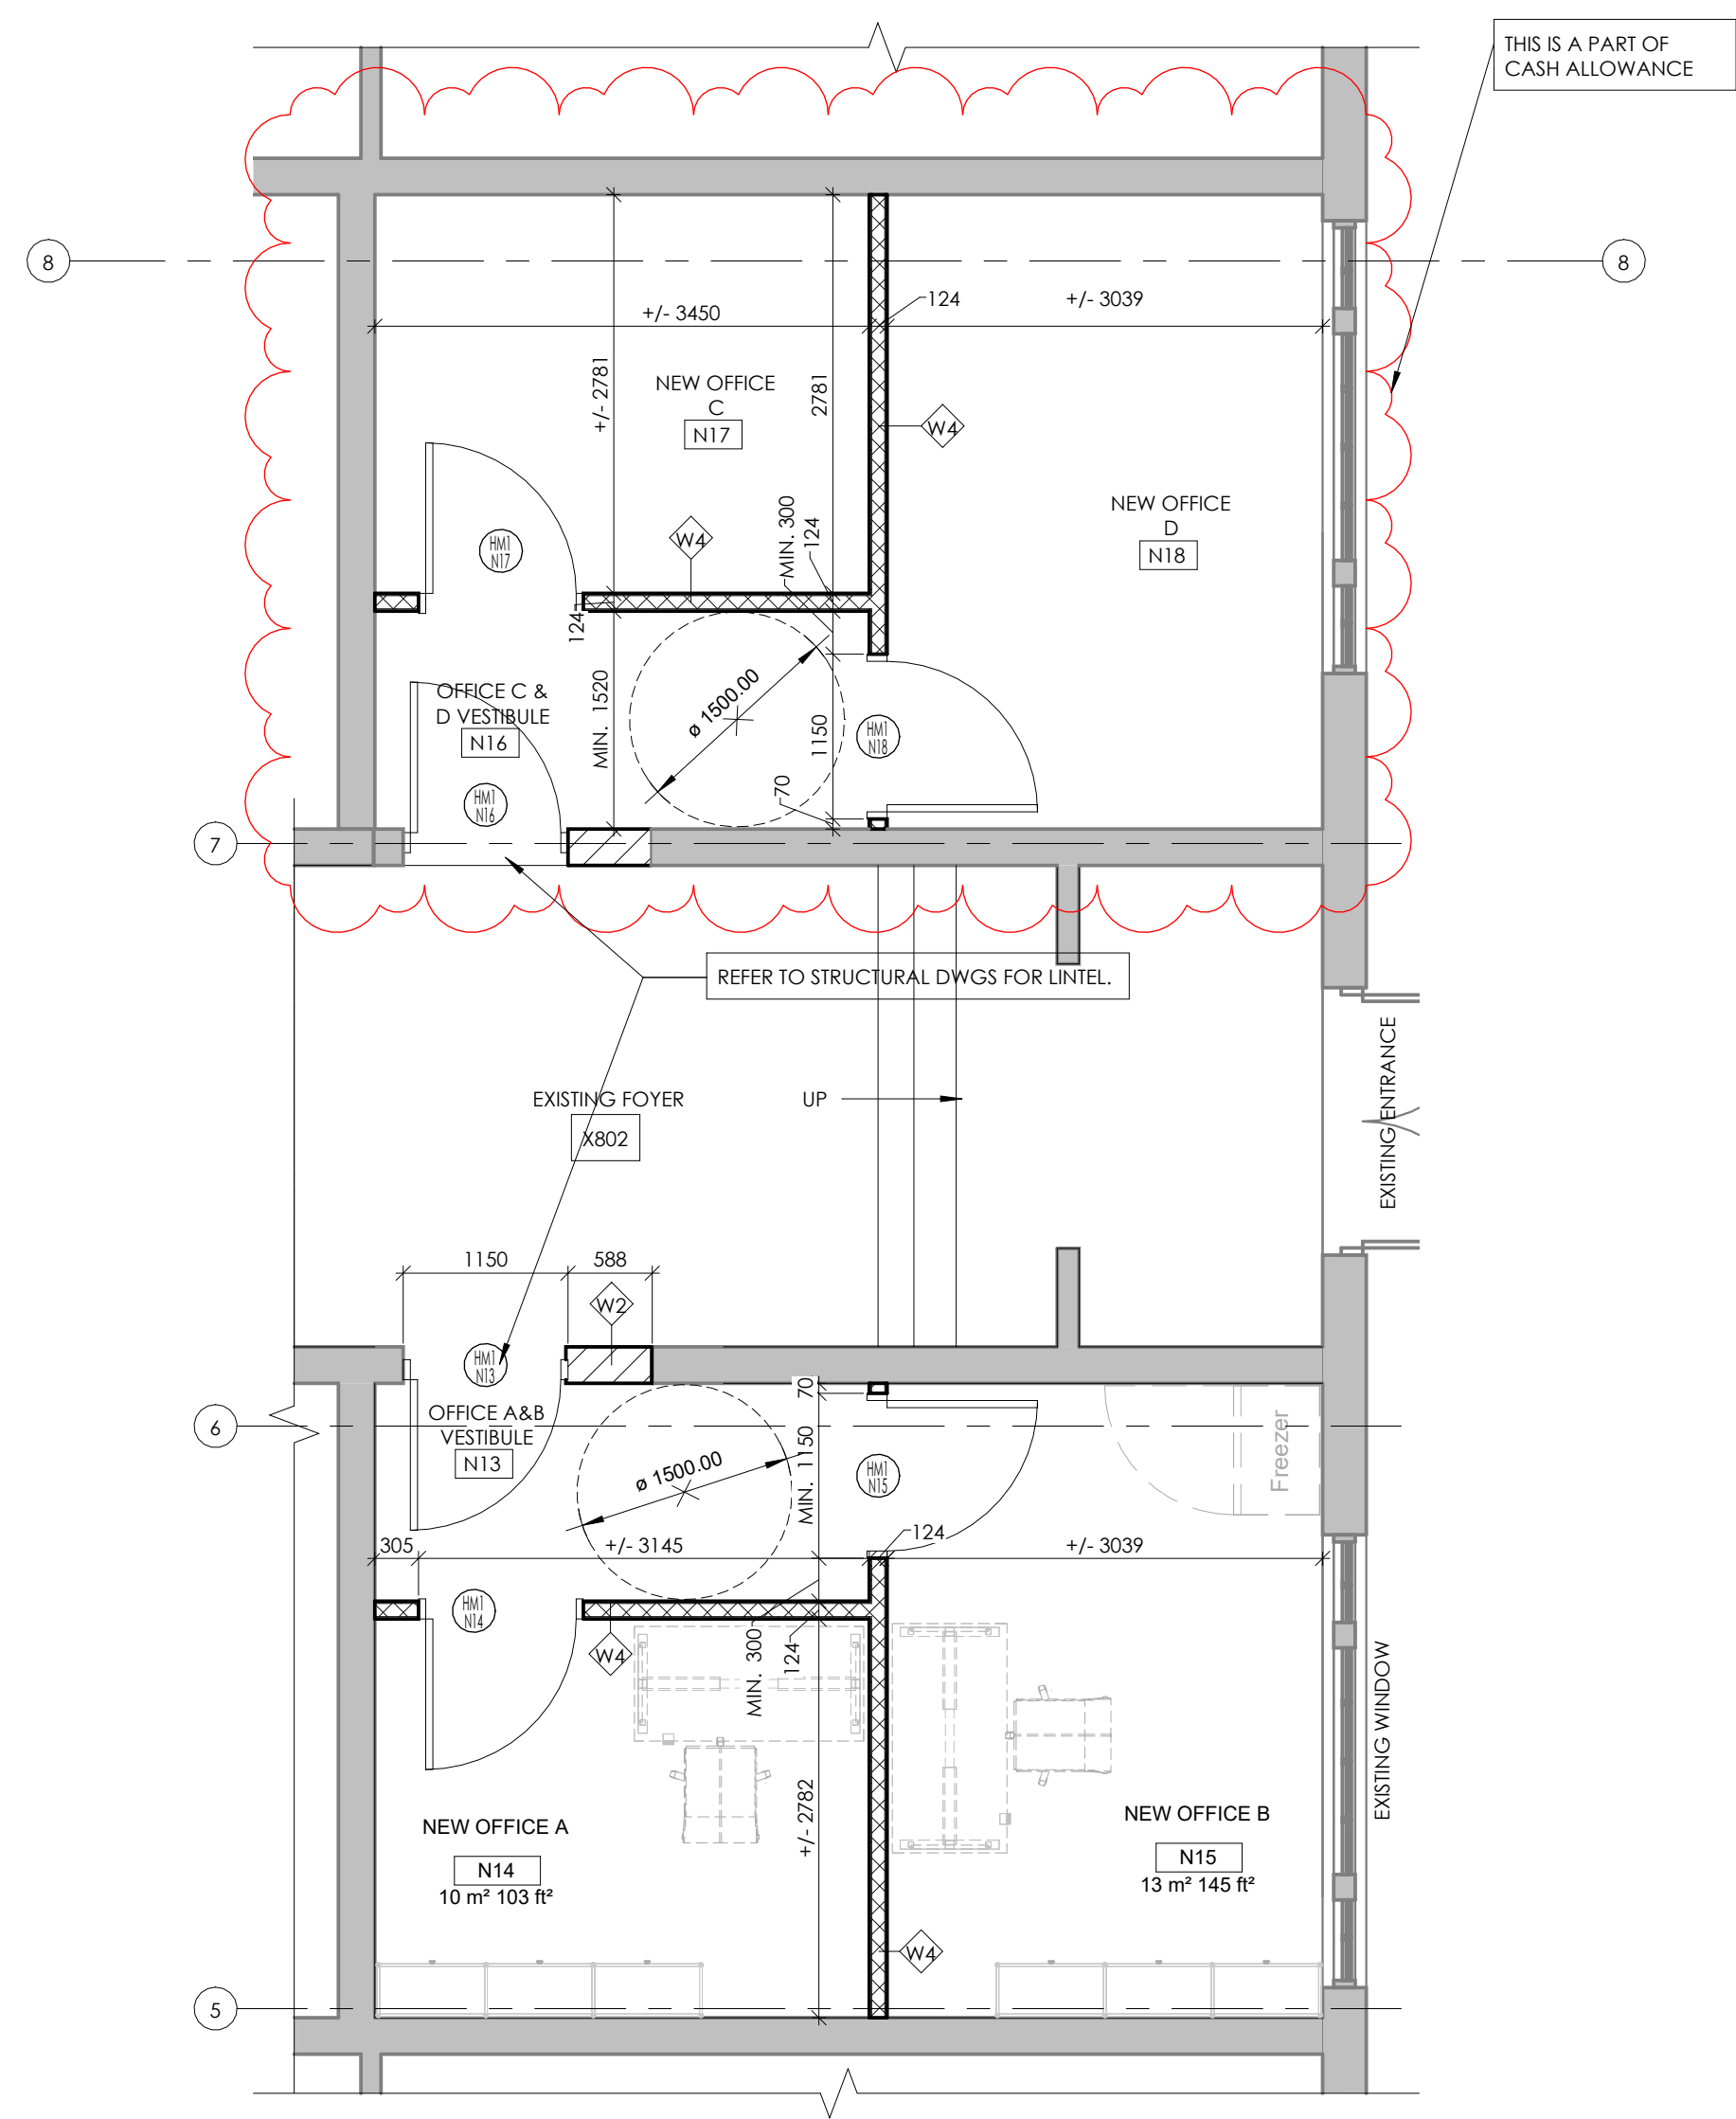 THIS IS A PART OF
CASH ALLOWANCE
8
8
+/- 3450
124
+/- 3039
+/- 2781
2781
NEW OFFICE
C
N17
W4
NEW OFFICE
D
N18
MIN. 300
124
W4
HM1
N17
124
MIN. 1520
OFFICE C &
D VESTIBULE
N16
ø 1500.00
1150
HM1
N18
70
HM1
N16
7
REFER TO STRUCTURAL DWGS FOR LINTEL.
EXISTING FOYER
X802
UP
EXISTING ENTRANCE
1150
588
W2
HM1
N13
70
6
OFFICE A&B
VESTIBULE
N13
ø 1500.00
MIN. 1150
HM1
N15
Freezer
305
+/- 3145
124
+/- 3039
HM1
N14
W4
MIN. 300
124
EXISTING WINDOW
+/- 2782
NEW OFFICE A
N14
10 m² 103 ft²
NEW OFFICE B
N15
13 m² 145 ft²
W4
5